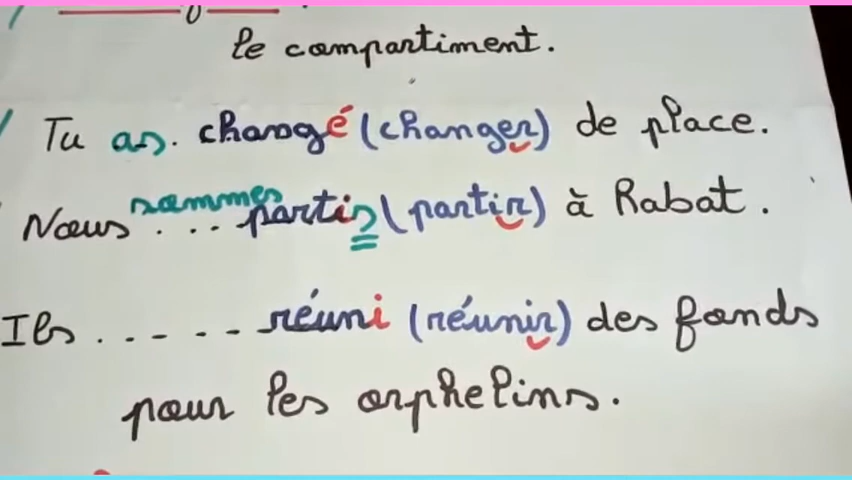 le compartiment.
Tu as. changé (changer) de place.
Nous sommes ... partis (partir) à Rabat.
Ils ...... réuni (réunir) des fonds
pour les orphelins.